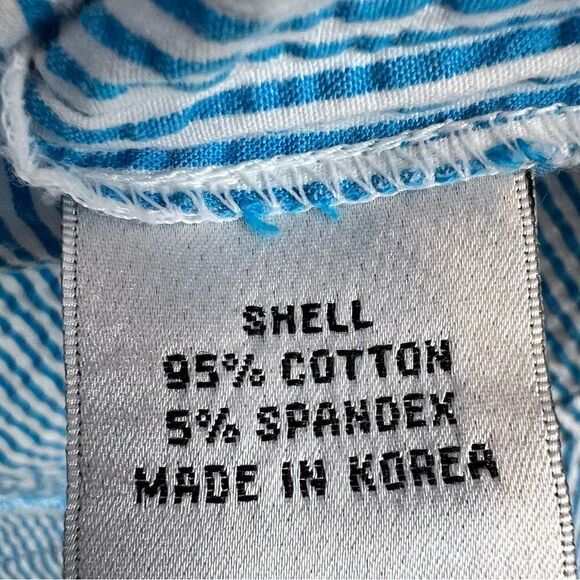 SHELL
95% COTTON
5% SPANDEX
MADE IN KOREA